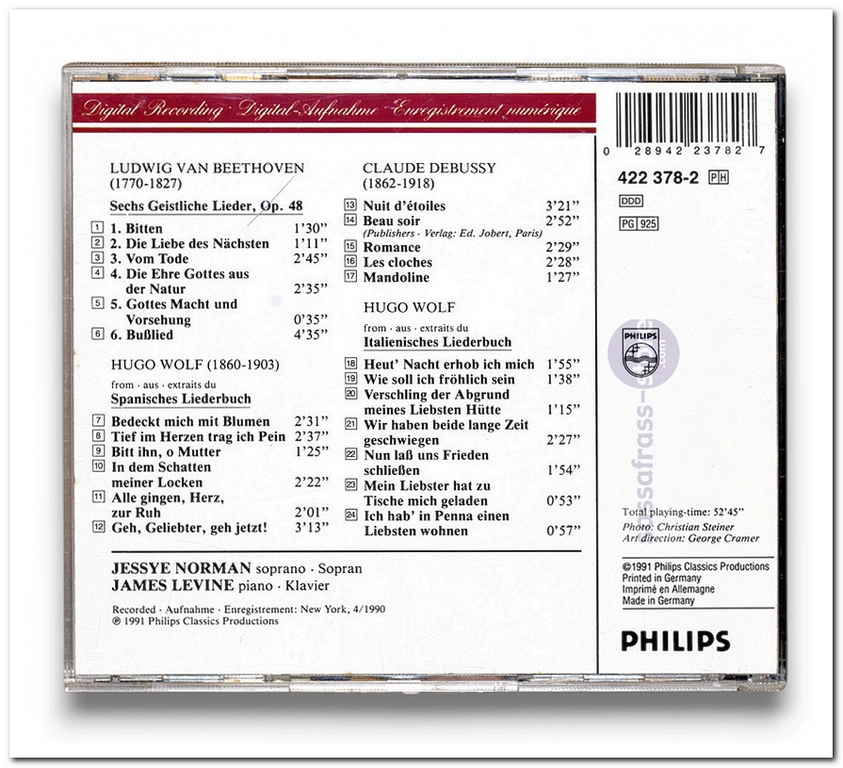 Digital Recording · Digital-Aufnahme · Enregistrement numérique
LUDWIG VAN BEETHOVEN
(1770-1827)
Sechs Geistliche Lieder, Op. 48
1 1. Bitten 1’30”
2 2. Die Liebe des Nächsten 1’11”
3 3. Vom Tode 2’45”
4 4. Die Ehre Gottes aus
der Natur 2’35”
5 5. Gottes Macht und
Vorsehung 0’35”
6 6. Bußlied 4’35”
HUGO WOLF (1860-1903)
from · aus · extraits du
Spanisches Liederbuch
7 Bedeckt mich mit Blumen 2’31”
8 Tief im Herzen trag ich Pein 2’37”
9 Bitt ihn, o Mutter 1’25”
10 In dem Schatten
meiner Locken 2’22”
11 Alle gingen, Herz,
zur Ruh 2’01”
12 Geh, Geliebter, geh jetzt! 3’13”
CLAUDE DEBUSSY
(1862-1918)
13 Nuit d'étoiles 3’21”
14 Beau soir 2’52”
(Publishers · Verlag: Ed. Jobert, Paris)
15 Romance 2’29”
16 Les cloches 2’28”
17 Mandoline 1’27”
HUGO WOLF
from · aus · extraits du
Italienisches Liederbuch
18 Heut' Nacht erhob ich mich 1’55”
19 Wie soll ich fröhlich sein 1’38”
20 Verschling der Abgrund
meines Liebsten Hütte 1’15”
21 Wir haben beide lange Zeit
geschwiegen 2’27”
22 Nun laß uns Frieden
schließen 1’54”
23 Mein Liebster hat zu
Tische mich geladen 0’53”
24 Ich hab' in Penna einen
Liebsten wohnen 0’57”
JESSYE NORMAN soprano · Sopran
JAMES LEVINE piano · Klavier
Recorded · Aufnahme · Enregistrement: New York, 4/1990
℗ 1991 Philips Classics Productions
0 28942 23782 7
422 378-2 PH
DDD
PG 925
PHILIPS
Total playing-time: 52’45”
Photo: Christian Steiner
Art direction: George Cramer
©1991 Philips Classics Productions
Printed in Germany
Imprimé en Allemagne
Made in Germany
PHILIPS